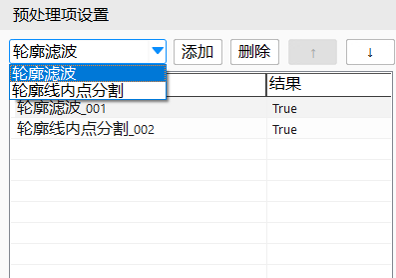 预处理项设置
轮廓滤波 添加 删除 ↑ ↓
轮廓滤波
轮廓线内点分割
结果
轮廓滤波_001 True
轮廓线内点分割_002 True